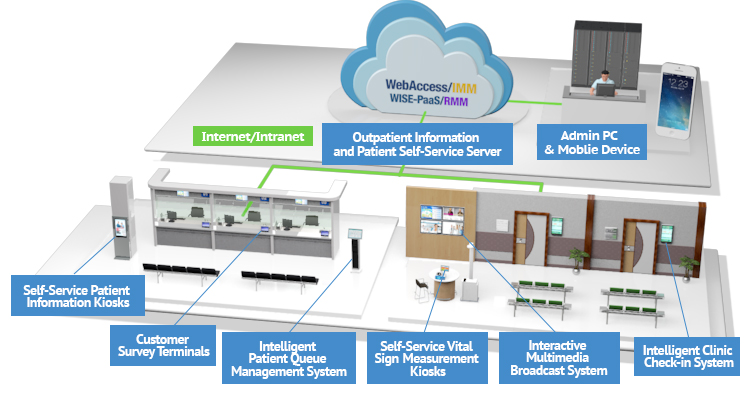 WebAccess/IMM
WISE-PaaS/RMM
12:23
Internet/Intranet
Outpatient Information
and Patient Self-Service Server
Admin PC
& Moblie Device
Self-Service Patient
Information Kiosks
Customer
Survey Terminals
Intelligent
Patient Queue
Management System
Self-Service Vital
Sign Measurement
Kiosks
Interactive
Multimedia
Broadcast System
Intelligent Clinic
Check-in System